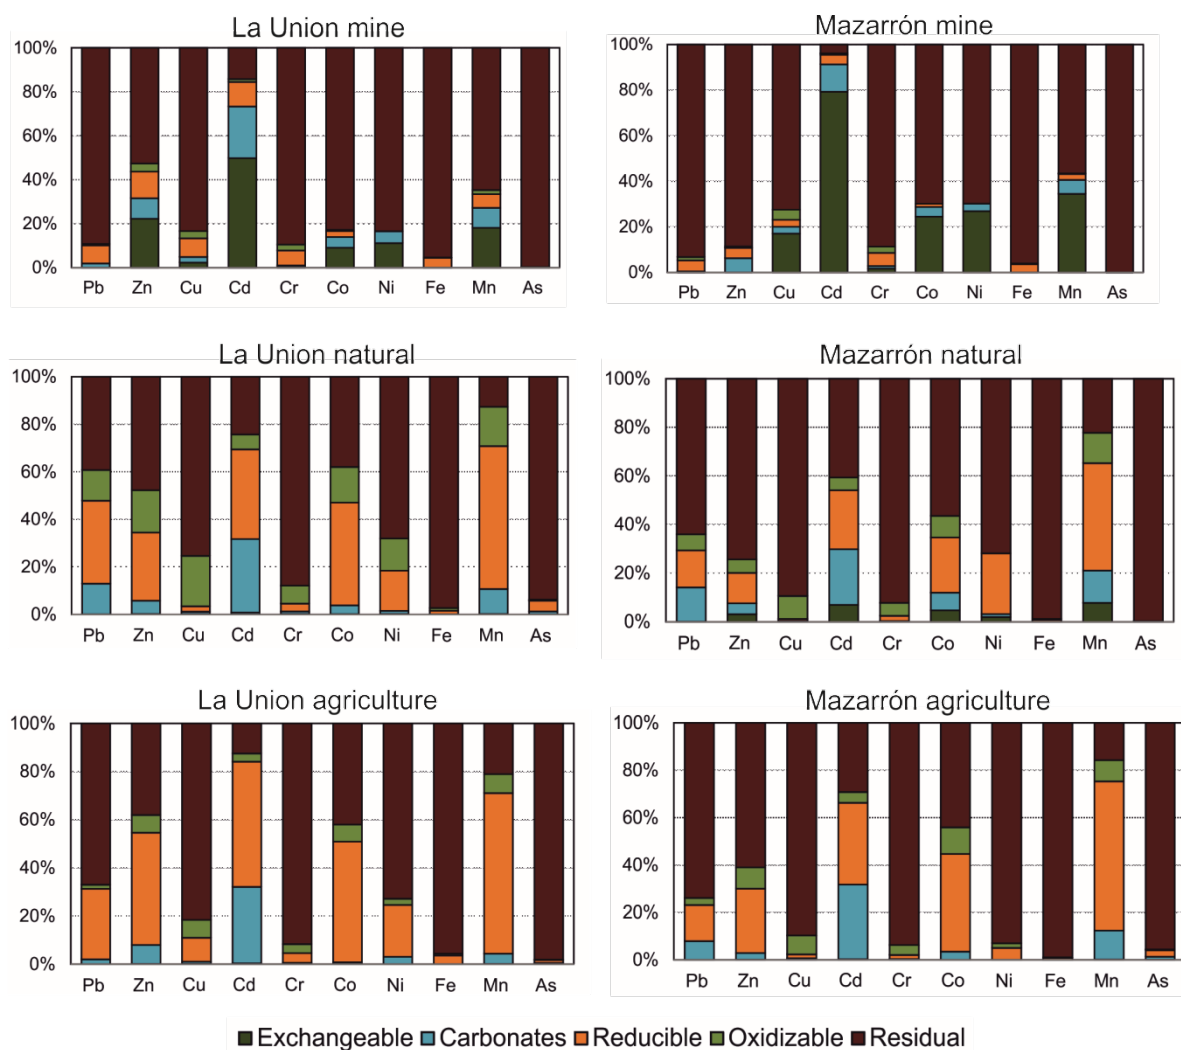 La Union mine
100%
80%
60%
40%
20%
0%
Pb Zn Cu Cd Cr Co Ni Fe Mn As
Mazarrón mine
100%
80%
60%
40%
20%
0%
Pb Zn Cu Cd Cr Co Ni Fe Mn As
La Union natural
100%
80%
60%
40%
20%
0%
Pb Zn Cu Cd Cr Co Ni Fe Mn As
Mazarrón natural
100%
80%
60%
40%
20%
0%
Pb Zn Cu Cd Cr Co Ni Fe Mn As
La Union agriculture
100%
80%
60%
40%
20%
0%
Pb Zn Cu Cd Cr Co Ni Fe Mn As
Mazarrón agriculture
100%
80%
60%
40%
20%
0%
Pb Zn Cu Cd Cr Co Ni Fe Mn As
Exchangeable Carbonates Reducible Oxidizable Residual